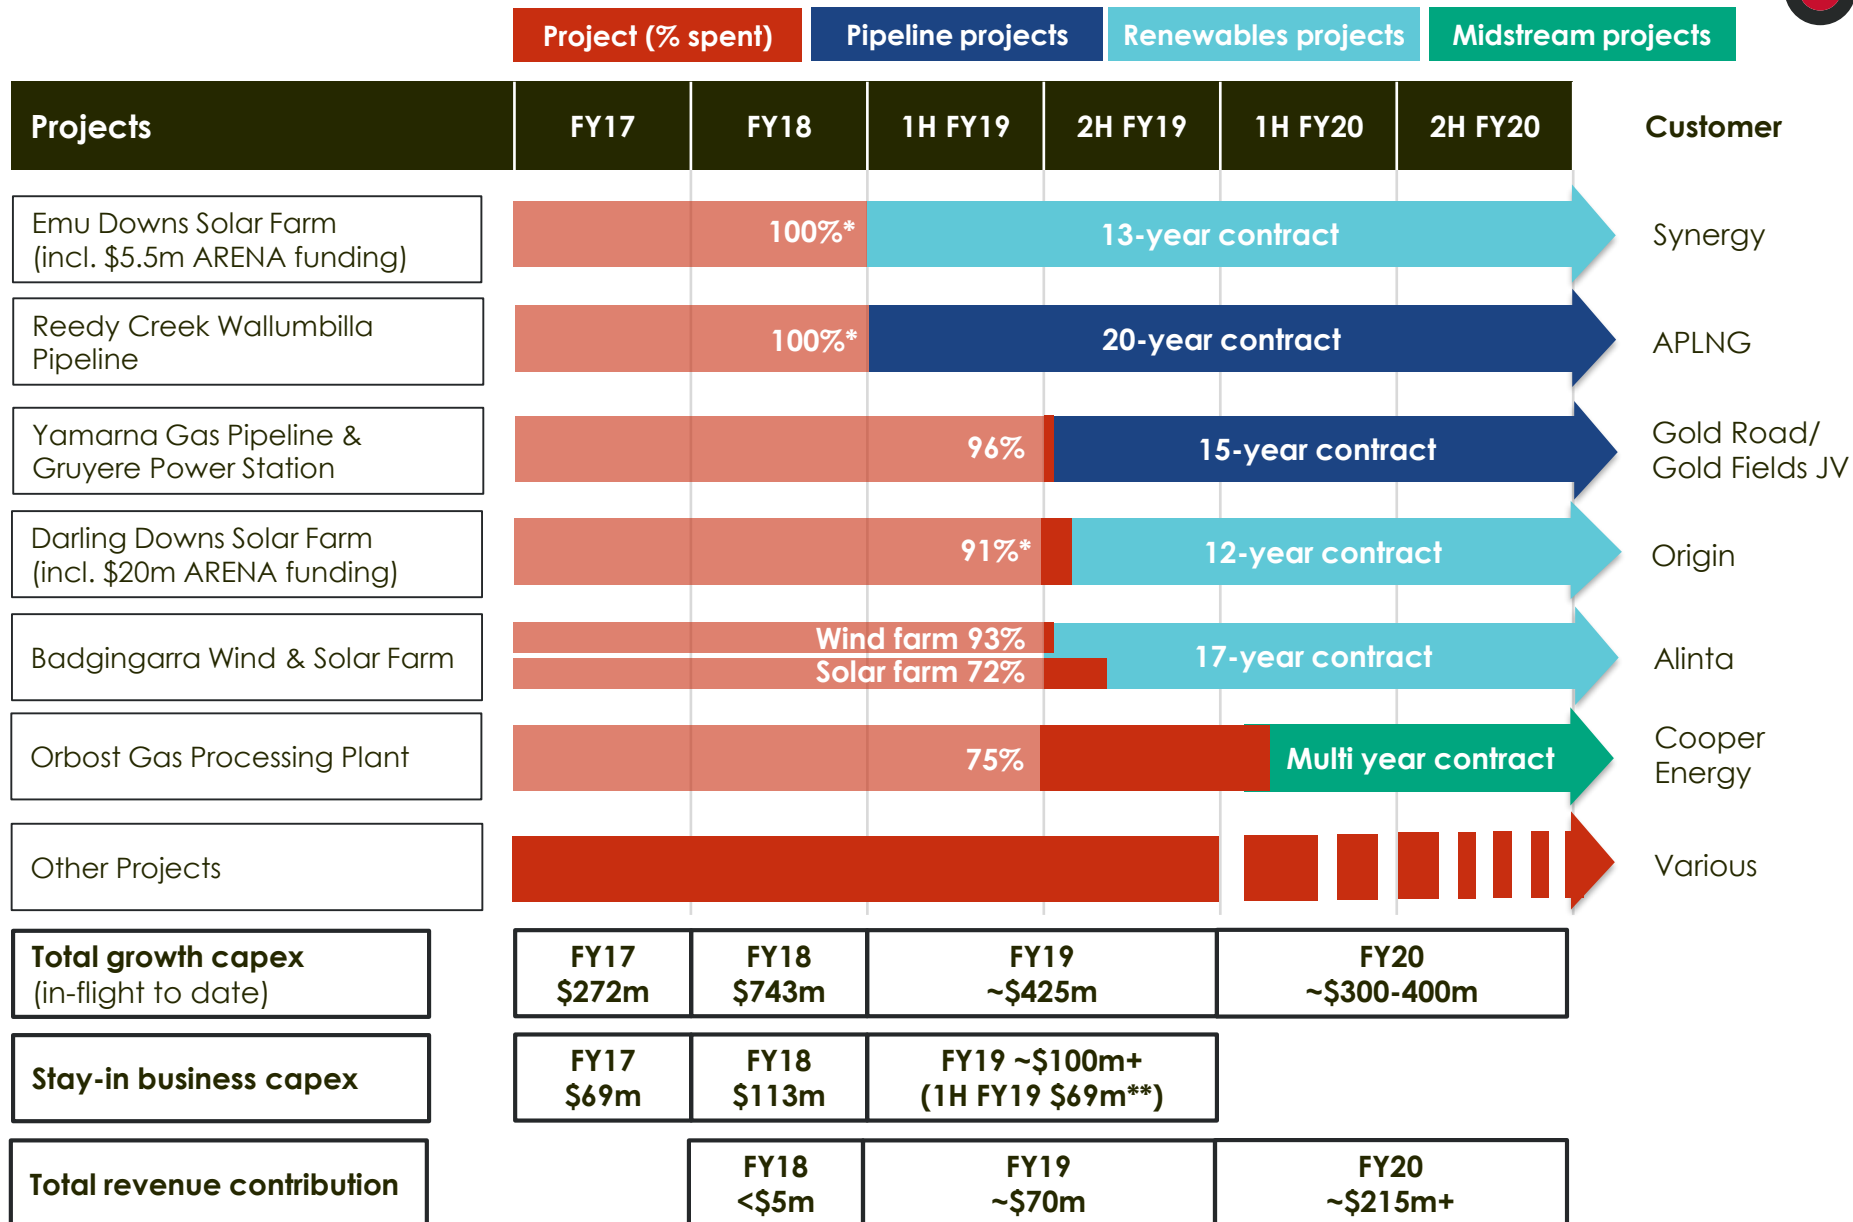 Project (% spent)
Pipeline projects
Renewables projects
Midstream projects
Projects
FY17
FY18
1H FY19
2H FY19
1H FY20
2H FY20
Customer
Emu Downs Solar Farm
(incl. $5.5m ARENA funding)
100%*
13-year contract
Synergy
Reedy Creek Wallumbilla
Pipeline
100%*
20-year contract
APLNG
Yamarna Gas Pipeline &
Gruyere Power Station
96%
15-year contract
Gold Road/
Gold Fields JV
Darling Downs Solar Farm
(incl. $20m ARENA funding)
91%*
12-year contract
Origin
Badgingarra Wind & Solar Farm
Wind farm 93%
Solar farm 72%
17-year contract
Alinta
Orbost Gas Processing Plant
75%
Multi year contract
Cooper
Energy
Other Projects
Various
Total growth capex
(in-flight to date)
FY17
$272m
FY18
$743m
FY19
~$425m
FY20
~$300-400m
Stay-in business capex
FY17
$69m
FY18
$113m
FY19 ~$100m+
(1H FY19 $69m**)
Total revenue contribution
FY18
<$5m
FY19
~$70m
FY20
~$215m+